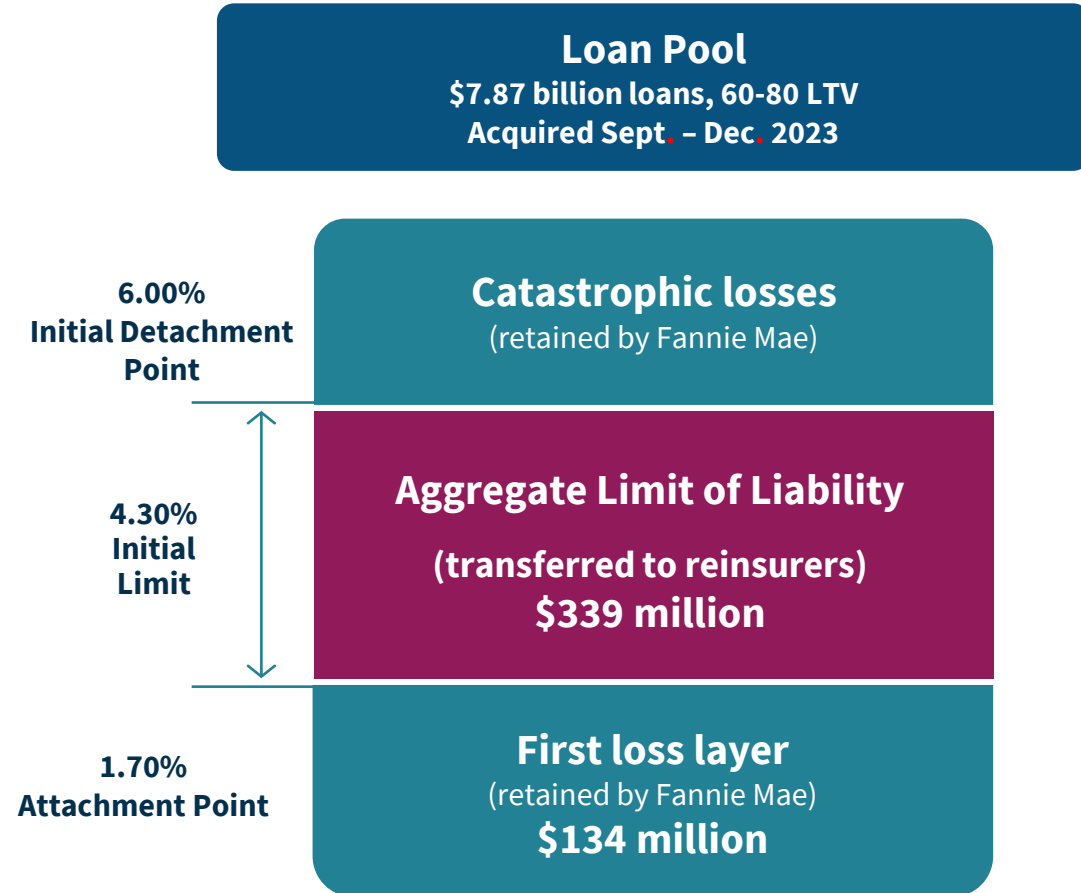 Loan Pool
$7.87 billion loans, 60-80 LTV
Acquired Sept. – Dec. 2023
6.00%
Initial Detachment
Point
Catastrophic losses
(retained by Fannie Mae)
4.30%
Initial
Limit
Aggregate Limit of Liability
(transferred to reinsurers)
$339 million
1.70%
Attachment Point
First loss layer
(retained by Fannie Mae)
$134 million